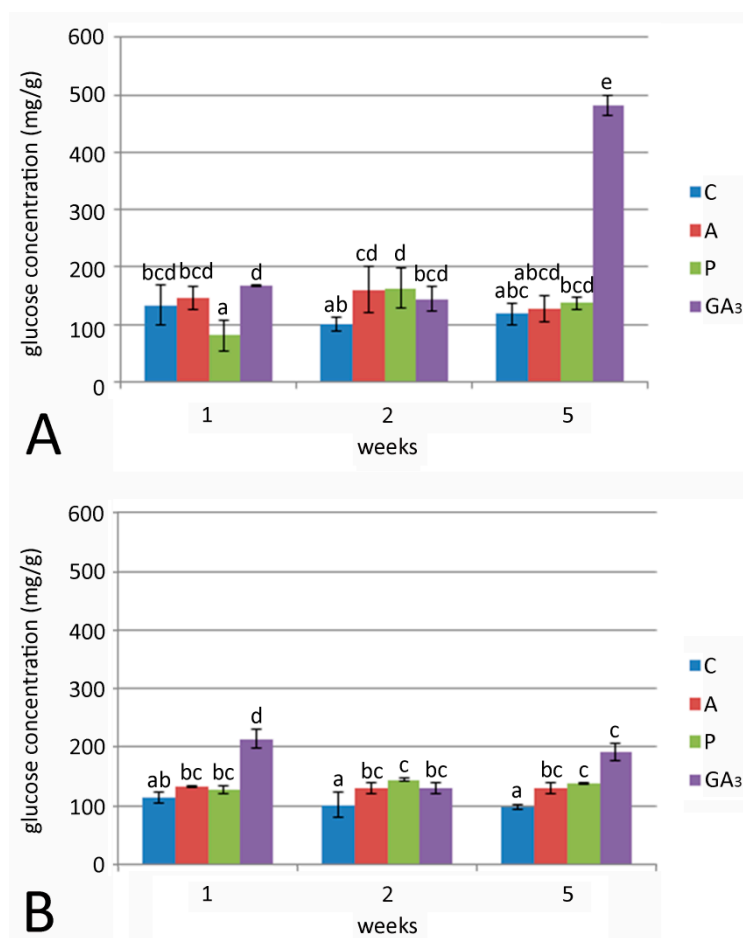 600
500
400
300
200
100
0
glucose concentration (mg/g)
bcd bcd a d
ab cd d bcd
abc abcd bcd e
1 2 5
weeks
C
A
P
GA₃
A
600
500
400
300
200
100
0
glucose concentration (mg/g)
ab bc bc d
a bc c bc
a bc c c
1 2 5
weeks
C
A
P
GA₃
B